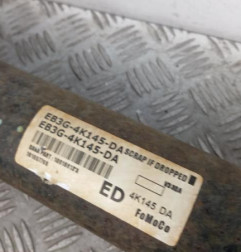 EB3G-4K145-DA SCRAP IF DROPPED
EB3G-4K145-DA
ED 4K145 DA
FoMoCo